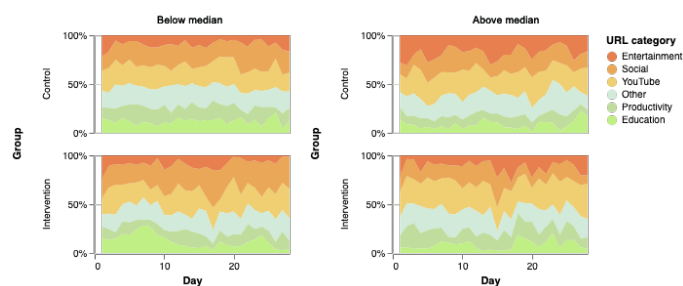 Below median
Above median
URL category
Entertainment
Social
YouTube
Other
Productivity
Education
Group
Control
100%
50%
0%
Intervention
100%
50%
0%
0
10
20
Day
Group
Control
100%
50%
0%
Intervention
100%
50%
0%
0
10
20
Day